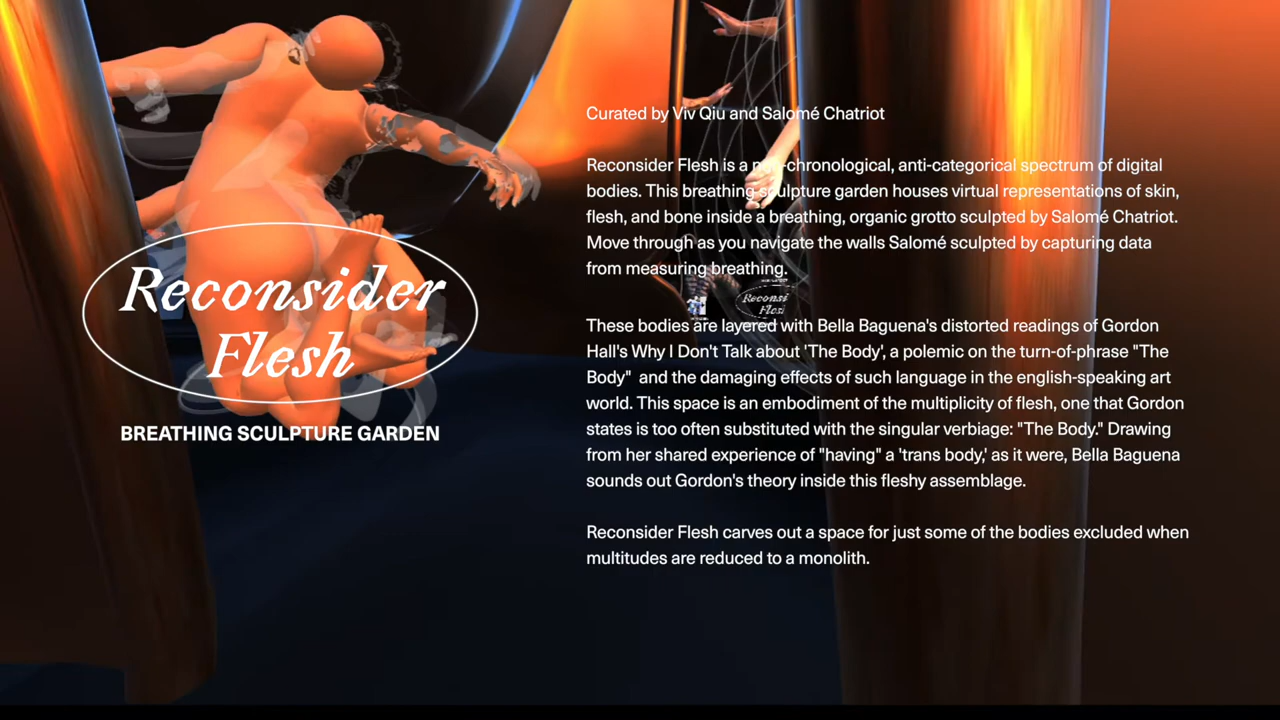 Reconsider
Flesh
BREATHING SCULPTURE GARDEN
Curated by Viv Qiu and Salomé Chatriot
Reconsider Flesh is a non-chronological, anti-categorical spectrum of digital
bodies. This breathing sculpture garden houses virtual representations of skin,
flesh, and bone inside a breathing, organic grotto sculpted by Salomé Chatriot.
Move through as you navigate the walls Salomé sculpted by capturing data
from measuring breathing.
These bodies are layered with Bella Baguena's distorted readings of Gordon
Hall's Why I Don't Talk about 'The Body', a polemic on the turn-of-phrase "The
Body"  and the damaging effects of such language in the english-speaking art
world. This space is an embodiment of the multiplicity of flesh, one that Gordon
states is too often substituted with the singular verbiage: "The Body." Drawing
from her shared experience of "having" a 'trans body,' as it were, Bella Baguena
sounds out Gordon's theory inside this fleshy assemblage.
Reconsider Flesh carves out a space for just some of the bodies excluded when
multitudes are reduced to a monolith.